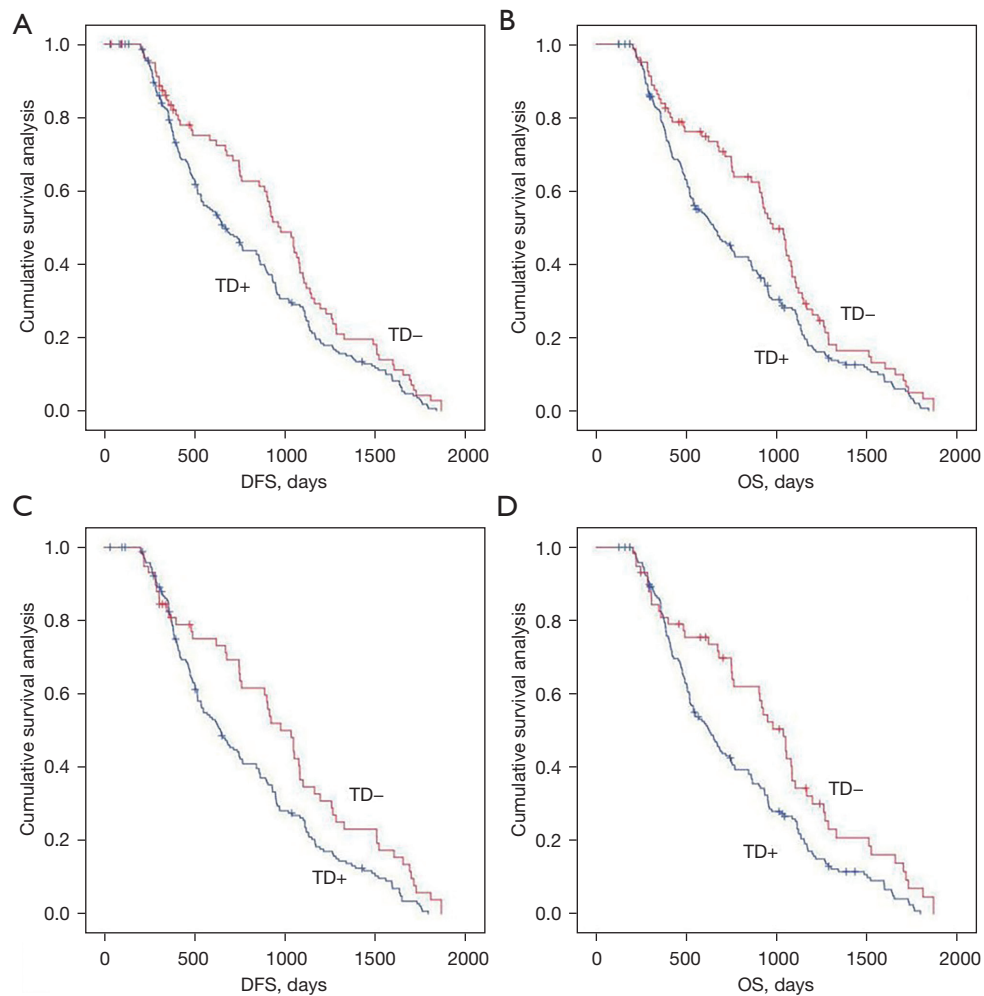 A
Cumulative survival analysis
1.0
0.8
0.6
0.4
0.2
0.0
TD+
TD−
0 500 1000 1500 2000
DFS, days
B
Cumulative survival analysis
1.0
0.8
0.6
0.4
0.2
0.0
TD−
TD+
0 500 1000 1500 2000
OS, days
C
Cumulative survival analysis
1.0
0.8
0.6
0.4
0.2
0.0
TD−
TD+
0 500 1000 1500 2000
DFS, days
D
Cumulative survival analysis
1.0
0.8
0.6
0.4
0.2
0.0
TD−
TD+
0 500 1000 1500 2000
OS, days